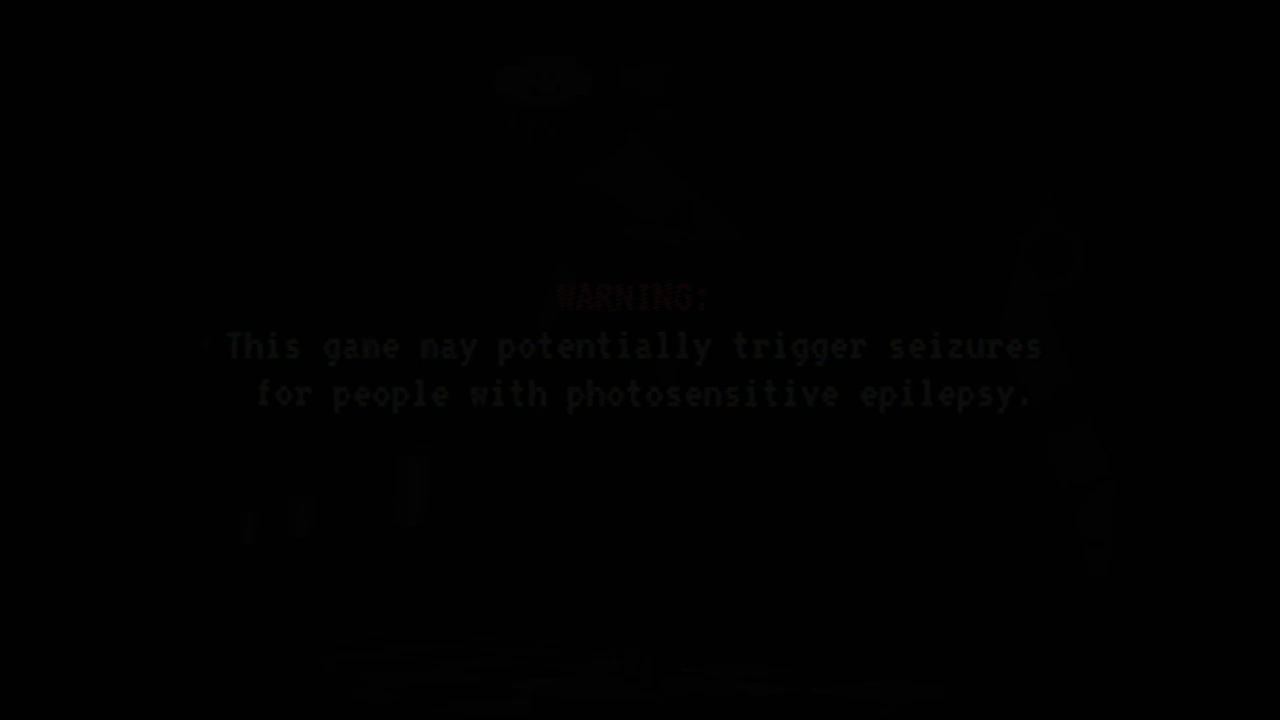 WARNING:
This game may potentially trigger seizures
for people with photosensitive epilepsy.